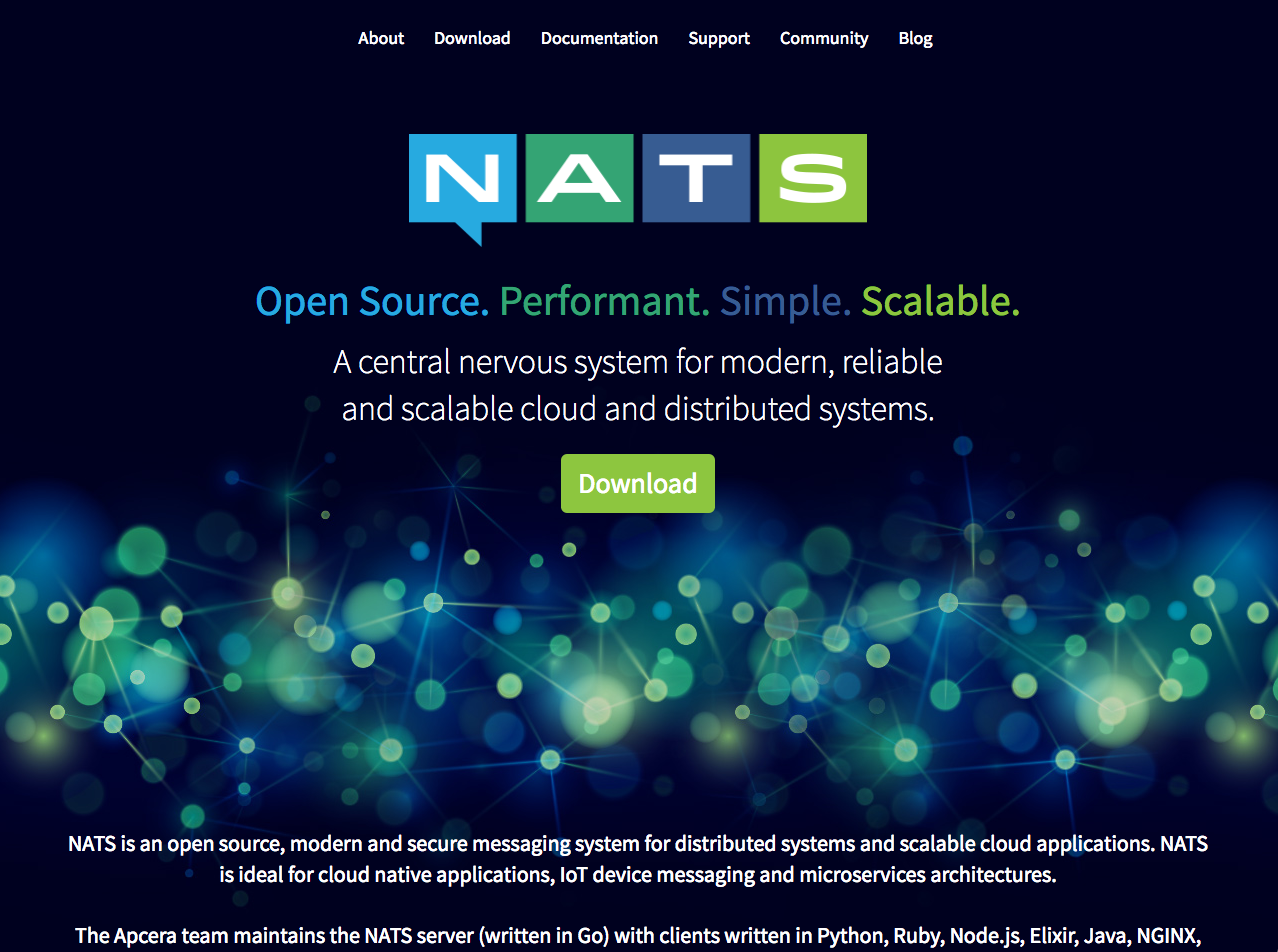 About Download Documentation Support Community Blog
NATS
Open Source. Performant. Simple. Scalable.
A central nervous system for modern, reliable
and scalable cloud and distributed systems.
Download
NATS is an open source, modern and secure messaging system for distributed systems and scalable cloud applications. NATS
is ideal for cloud native applications, IoT device messaging and microservices architectures.
The Apcera team maintains the NATS server (written in Go) with clients written in Python, Ruby, Node.js, Elixir, Java, NGINX,